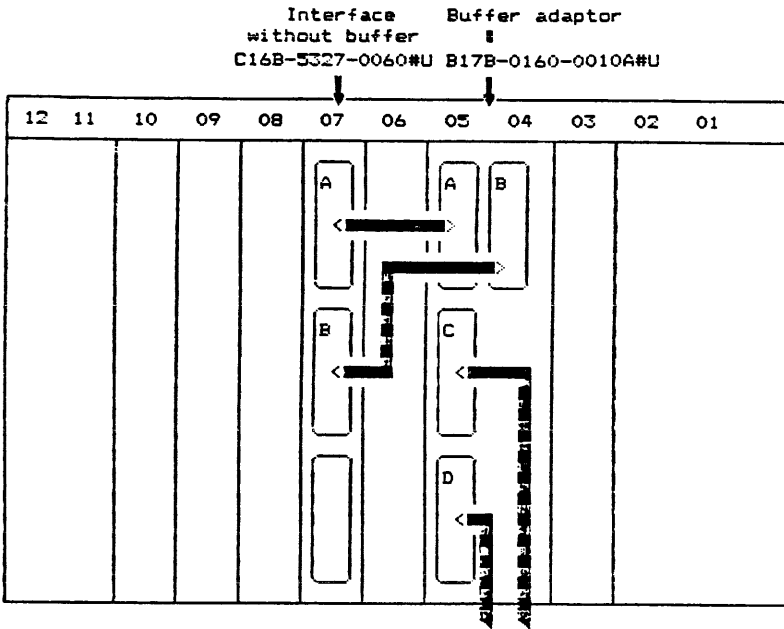 Interface Buffer adaptor
without buffer
C16B-5327-0060#U B17B-0160-0010A#U
12 11 10 09 08 07 06 05 04 03 02 01
A A B
B C
D